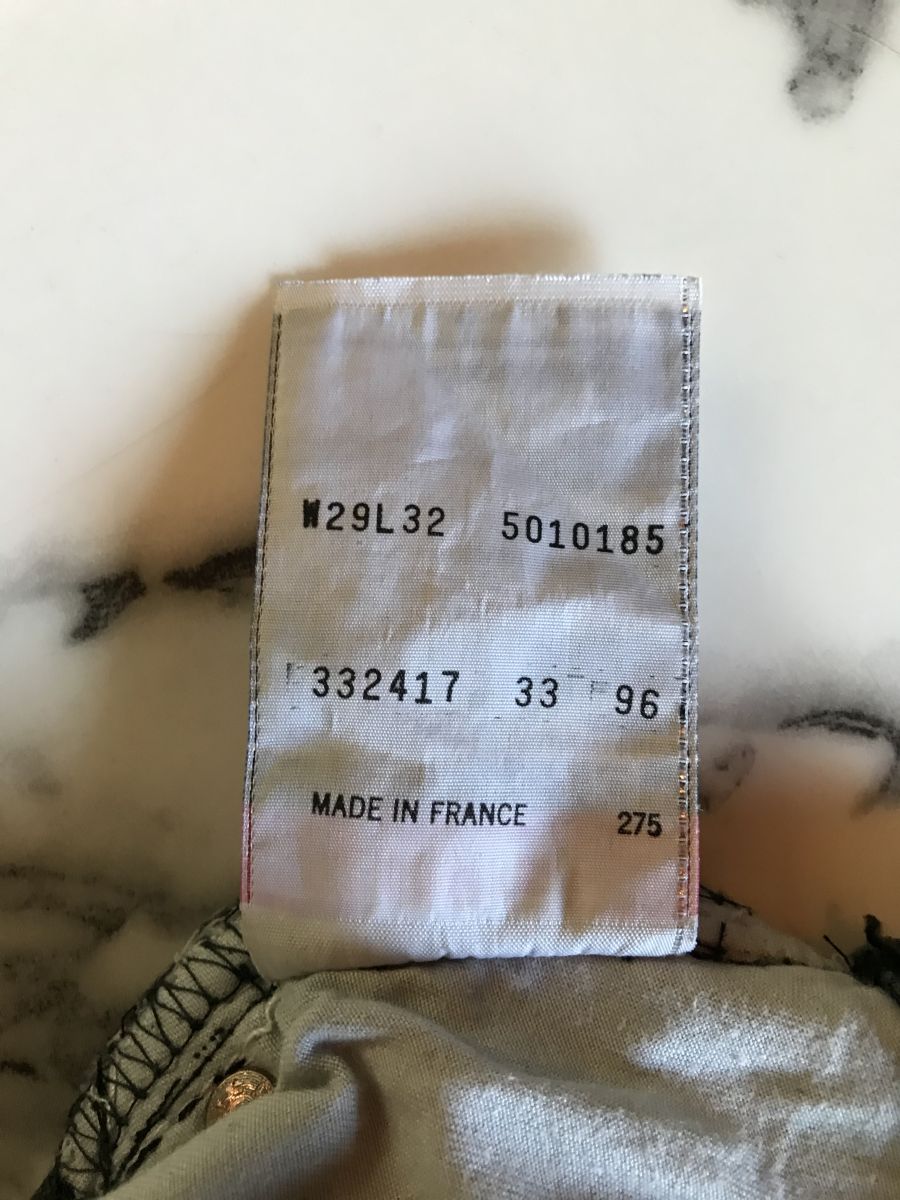 W29L32 5010185
332417 33 96
MADE IN FRANCE 275